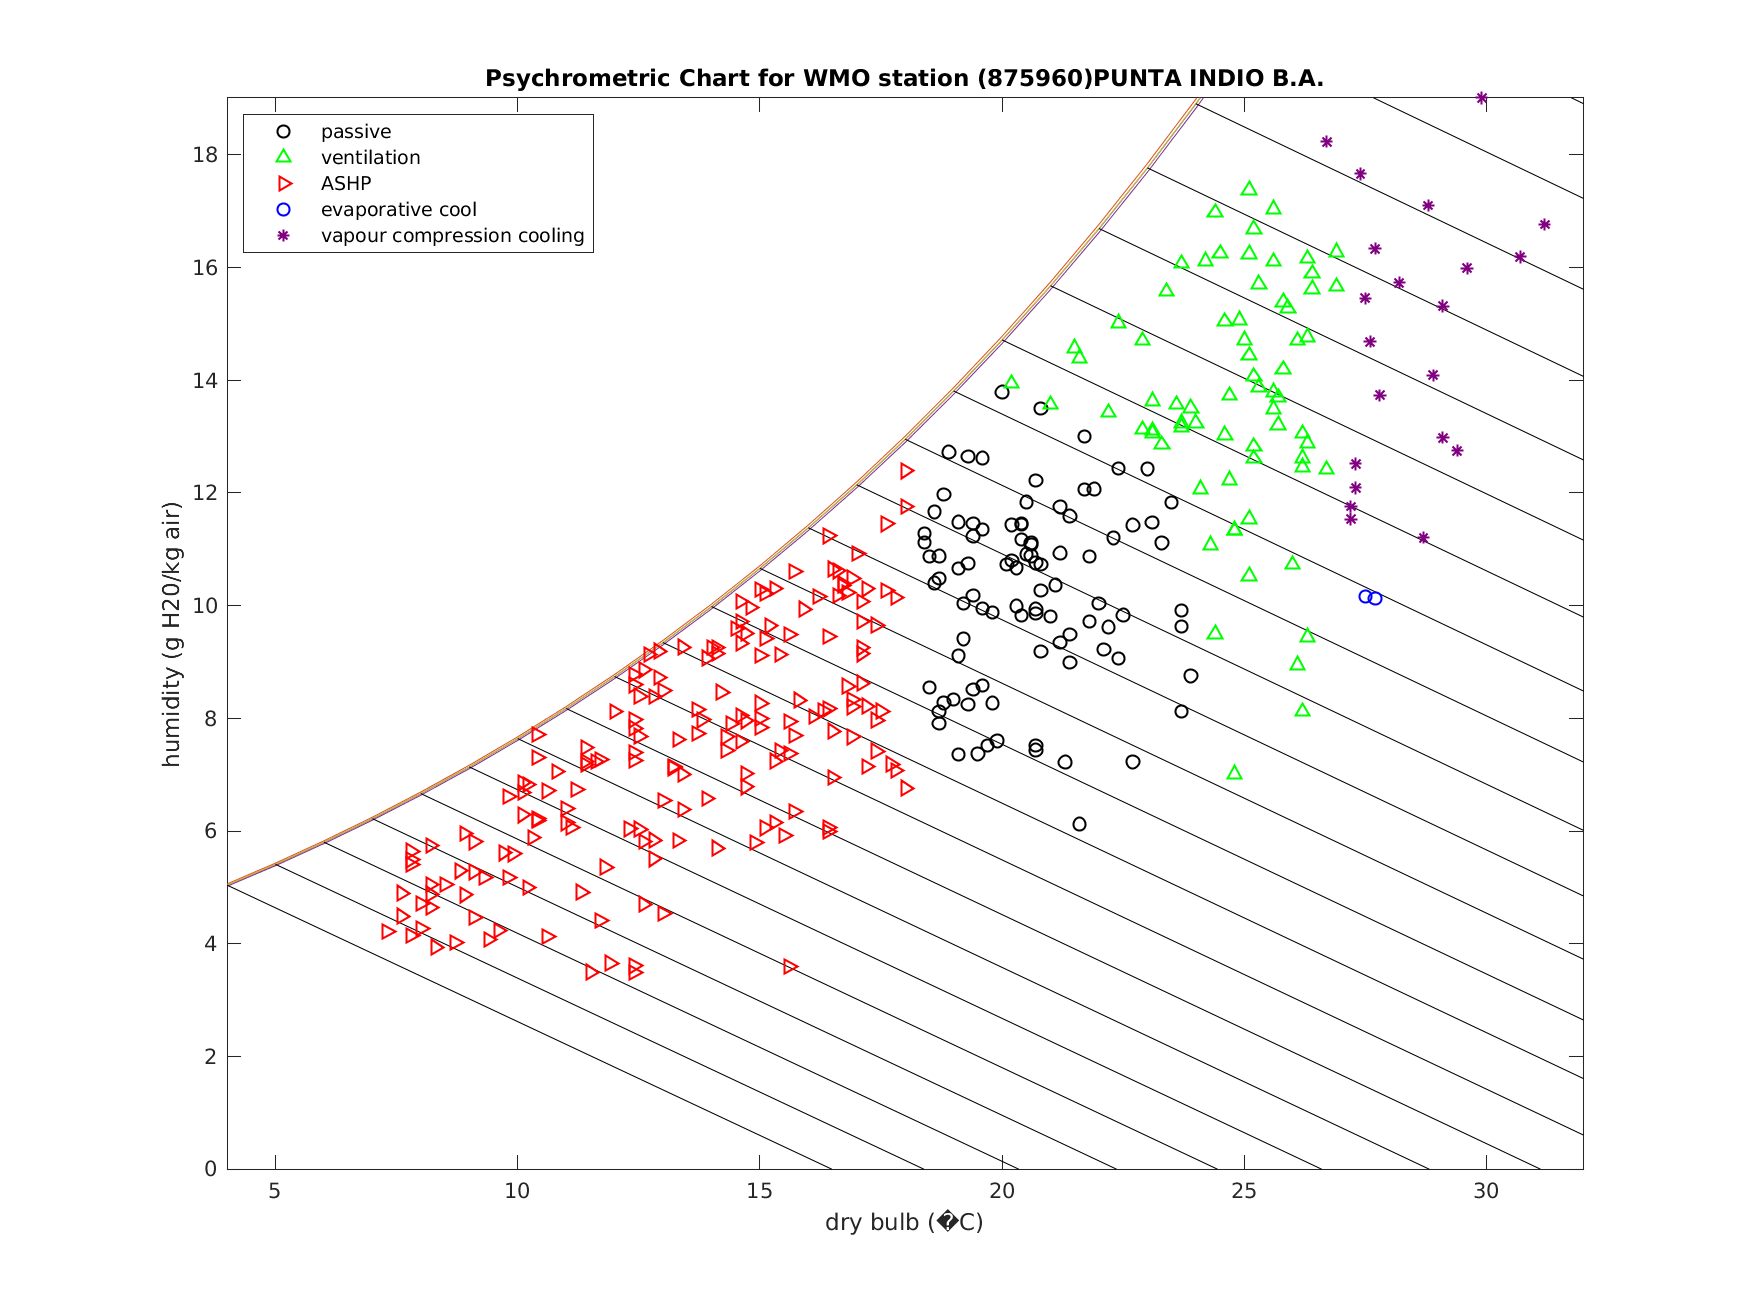 Psychrometric Chart for WMO station (875960)PUNTA INDIO B.A.
passive
ventilation
ASHP
evaporative cool
vapour compression cooling
18
16
14
12
10
8
6
4
2
0
humidity (g H20/kg air)
5 10 15 20 25 30
dry bulb (�C)